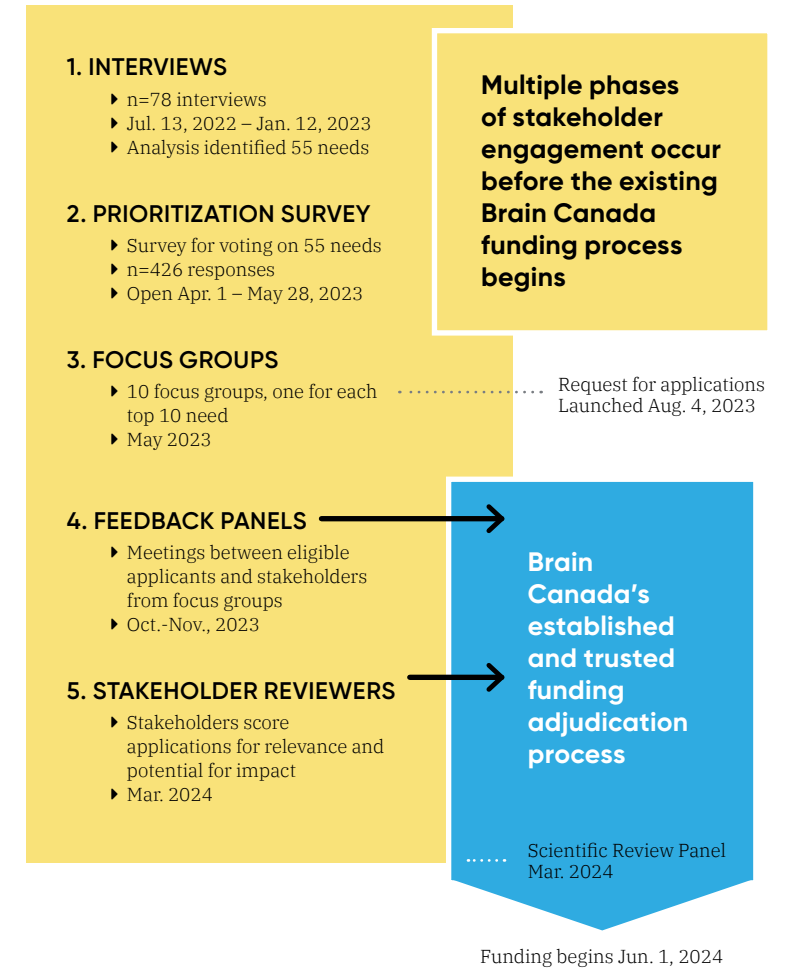 1. INTERVIEWS
n=78 interviews
Jul. 13, 2022 – Jan. 12, 2023
Analysis identified 55 needs
2. PRIORITIZATION SURVEY
Survey for voting on 55 needs
n=426 responses
Open Apr. 1 – May 28, 2023
3. FOCUS GROUPS
10 focus groups, one for each
top 10 need
May 2023
4. FEEDBACK PANELS
Meetings between eligible
applicants and stakeholders
from focus groups
Oct.-Nov., 2023
5. STAKEHOLDER REVIEWERS
Stakeholders score
applications for relevance and
potential for impact
Mar. 2024
Multiple phases
of stakeholder
engagement occur
before the existing
Brain Canada
funding process
begins
Request for applications
Launched Aug. 4, 2023
Brain
Canada’s
established
and trusted
funding
adjudication
process
Scientific Review Panel
Mar. 2024
Funding begins Jun. 1, 2024